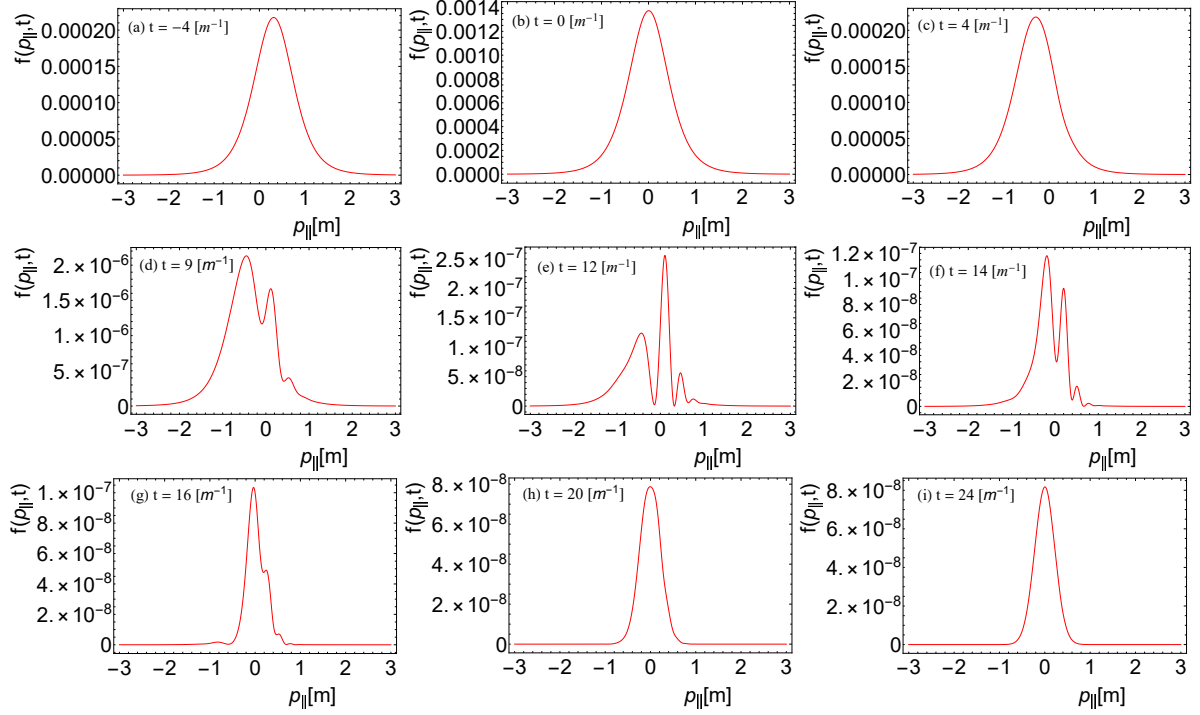 f(p∥,t)
(a) t = −4 [m⁻¹]
0.00020
0.00015
0.00010
0.00005
0.00000
−3 −2 −1 0 1 2 3
p∥[m]
f(p∥,t)
(b) t = 0 [m⁻¹]
0.0014
0.0012
0.0010
0.0008
0.0006
0.0004
0.0002
0.0000
−3 −2 −1 0 1 2 3
p∥[m]
f(p∥,t)
(c) t = 4 [m⁻¹]
0.00020
0.00015
0.00010
0.00005
0.00000
−3 −2 −1 0 1 2 3
p∥[m]
f(p∥,t)
(d) t = 9 [m⁻¹]
2.×10⁻⁶
1.5×10⁻⁶
1.×10⁻⁶
5.×10⁻⁷
0
−3 −2 −1 0 1 2 3
p∥[m]
f(p∥,t)
(e) t = 12 [m⁻¹]
2.5×10⁻⁷
2.×10⁻⁷
1.5×10⁻⁷
1.×10⁻⁷
5.×10⁻⁸
0
−3 −2 −1 0 1 2 3
p∥[m]
f(p∥,t)
(f) t = 14 [m⁻¹]
1.2×10⁻⁷
1.×10⁻⁷
8.×10⁻⁸
6.×10⁻⁸
4.×10⁻⁸
2.×10⁻⁸
0
−3 −2 −1 0 1 2 3
p∥[m]
f(p∥,t)
(g) t = 16 [m⁻¹]
1.×10⁻⁷
8.×10⁻⁸
6.×10⁻⁸
4.×10⁻⁸
2.×10⁻⁸
0
−3 −2 −1 0 1 2 3
p∥[m]
f(p∥,t)
(h) t = 20 [m⁻¹]
8.×10⁻⁸
6.×10⁻⁸
4.×10⁻⁸
2.×10⁻⁸
0
−3 −2 −1 0 1 2 3
p∥[m]
f(p∥,t)
(i) t = 24 [m⁻¹]
8.×10⁻⁸
6.×10⁻⁸
4.×10⁻⁸
2.×10⁻⁸
0
−3 −2 −1 0 1 2 3
p∥[m]